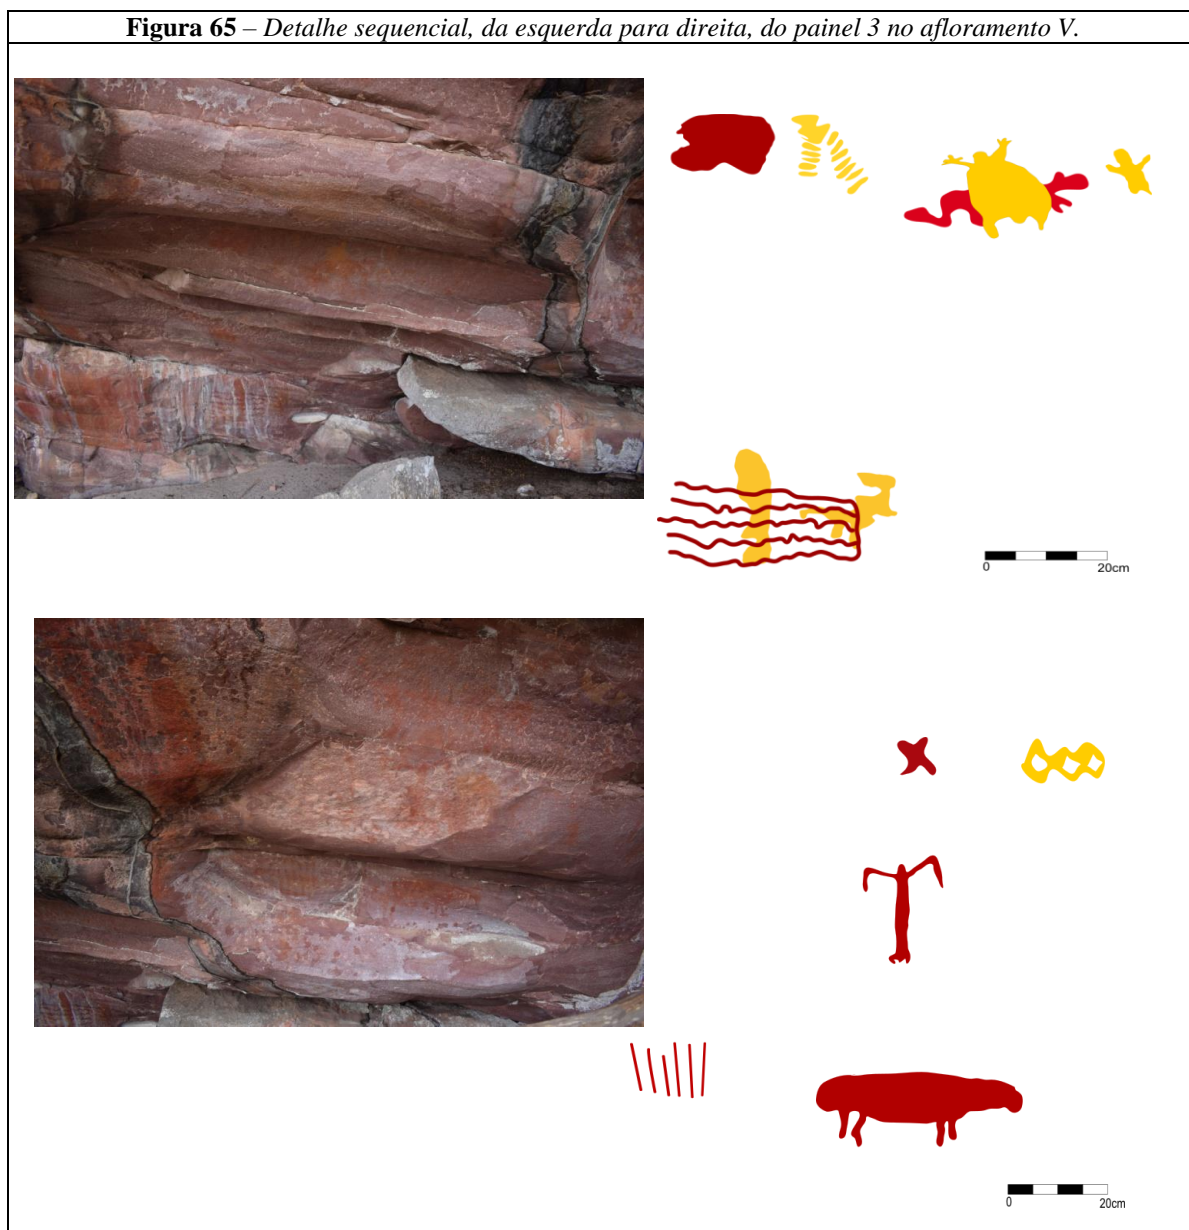 Figura 65 – Detalhe sequencial, da esquerda para direita, do painel 3 no afloramento V.
0 20cm
0 20cm